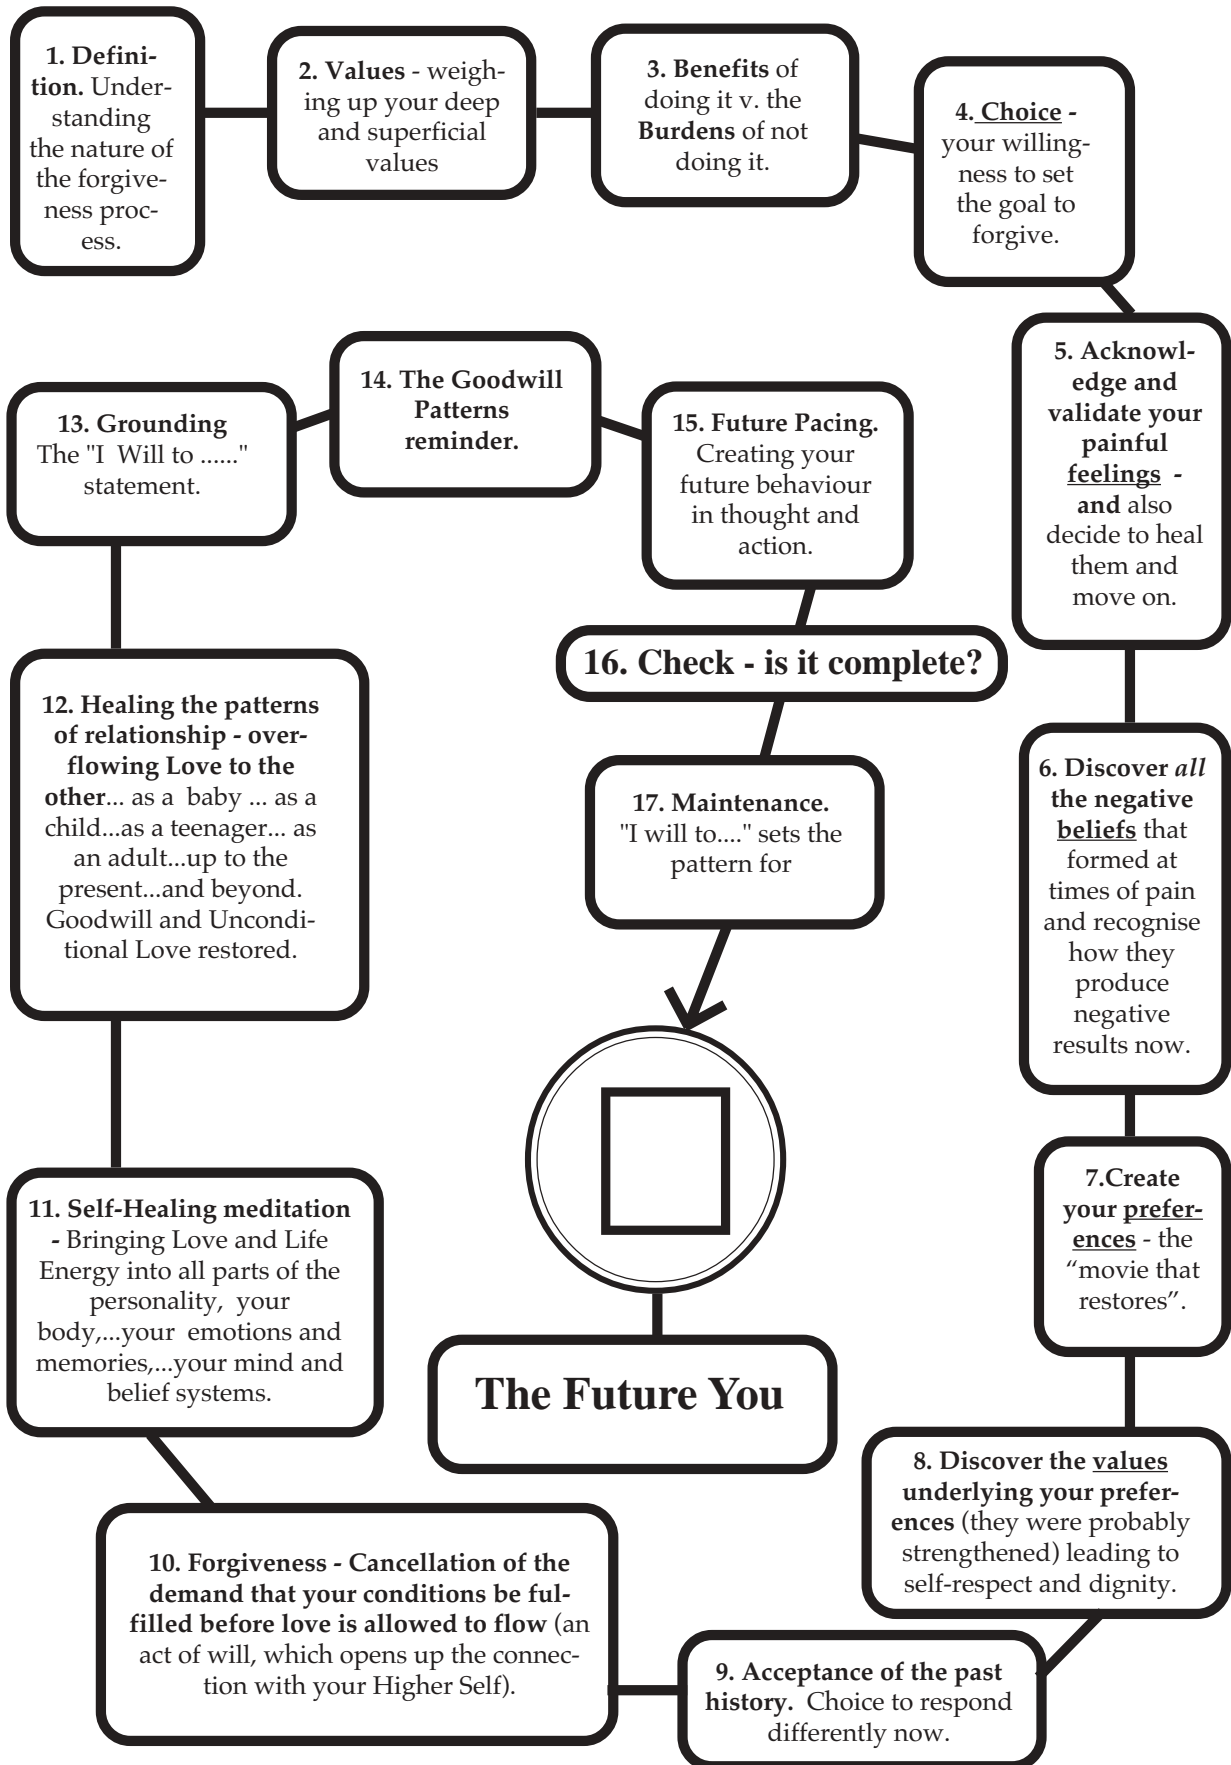 1. Defini-
tion. Under-
standing
the nature of
the forgive-
ness proc-
ess.
2. Values - weigh-
ing up your deep
and superficial
values
3. Benefits of
doing it v. the
Burdens of not
doing it.
4. Choice -
your willing-
ness to set
the goal to
forgive.
5. Acknowl-
edge and
validate your
painful
feelings -
and also
decide to heal
them and
move on.
6. Discover all
the negative
beliefs that
formed at
times of pain
and recognise
how they
produce
negative
results now.
7.Create
your prefer-
ences - the
“movie that
restores”.
8. Discover the values
underlying your prefer-
ences (they were probably
strengthened) leading to
self-respect and dignity.
9. Acceptance of the past
history. Choice to respond
differently now.
10. Forgiveness - Cancellation of the
demand that your conditions be ful-
filled before love is allowed to flow (an
act of will, which opens up the connec-
tion with your Higher Self).
11. Self-Healing meditation
- Bringing Love and Life
Energy into all parts of the
personality, your
body,...your emotions and
memories,...your mind and
belief systems.
12. Healing the patterns
of relationship - over-
flowing Love to the
other... as a baby ... as a
child...as a teenager... as
an adult...up to the
present...and beyond.
Goodwill and Uncondi-
tional Love restored.
13. Grounding
The "I Will to ......"
statement.
14. The Goodwill
Patterns
reminder.
15. Future Pacing.
Creating your
future behaviour
in thought and
action.
16. Check - is it complete?
17. Maintenance.
"I will to...." sets the
pattern for
The Future You